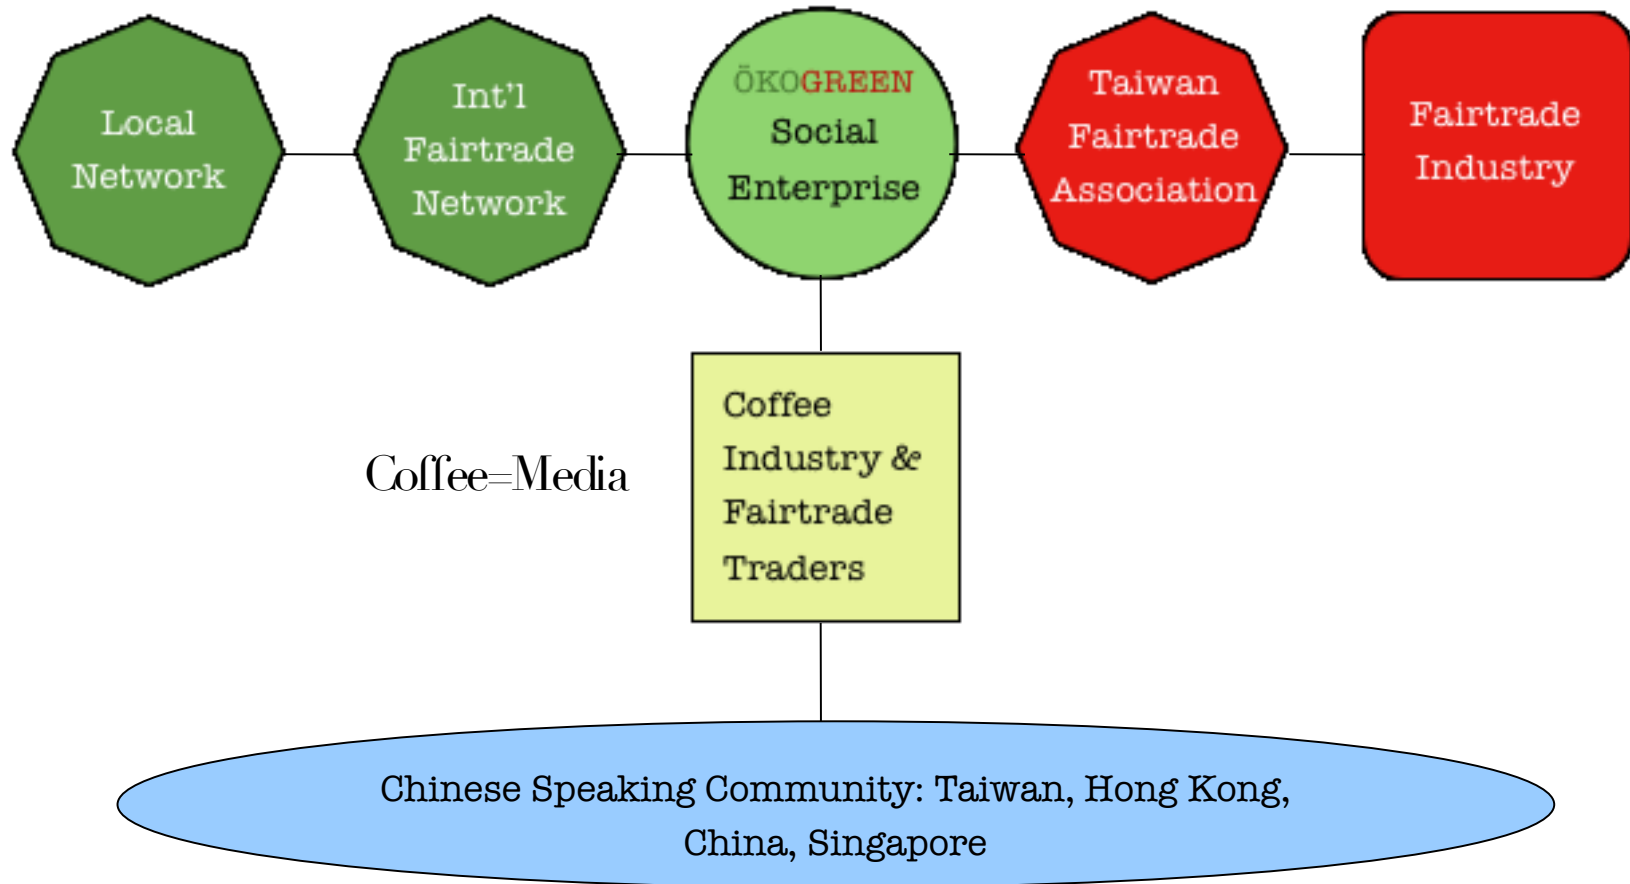 Local
Network
Int'l
Fairtrade
Network
ÖKOGREEN
Social
Enterprise
Taiwan
Fairtrade
Association
Fairtrade
Industry
Coffee
Industry &
Fairtrade
Traders
Coffee=Media
Chinese Speaking Community: Taiwan, Hong Kong,
China, Singapore